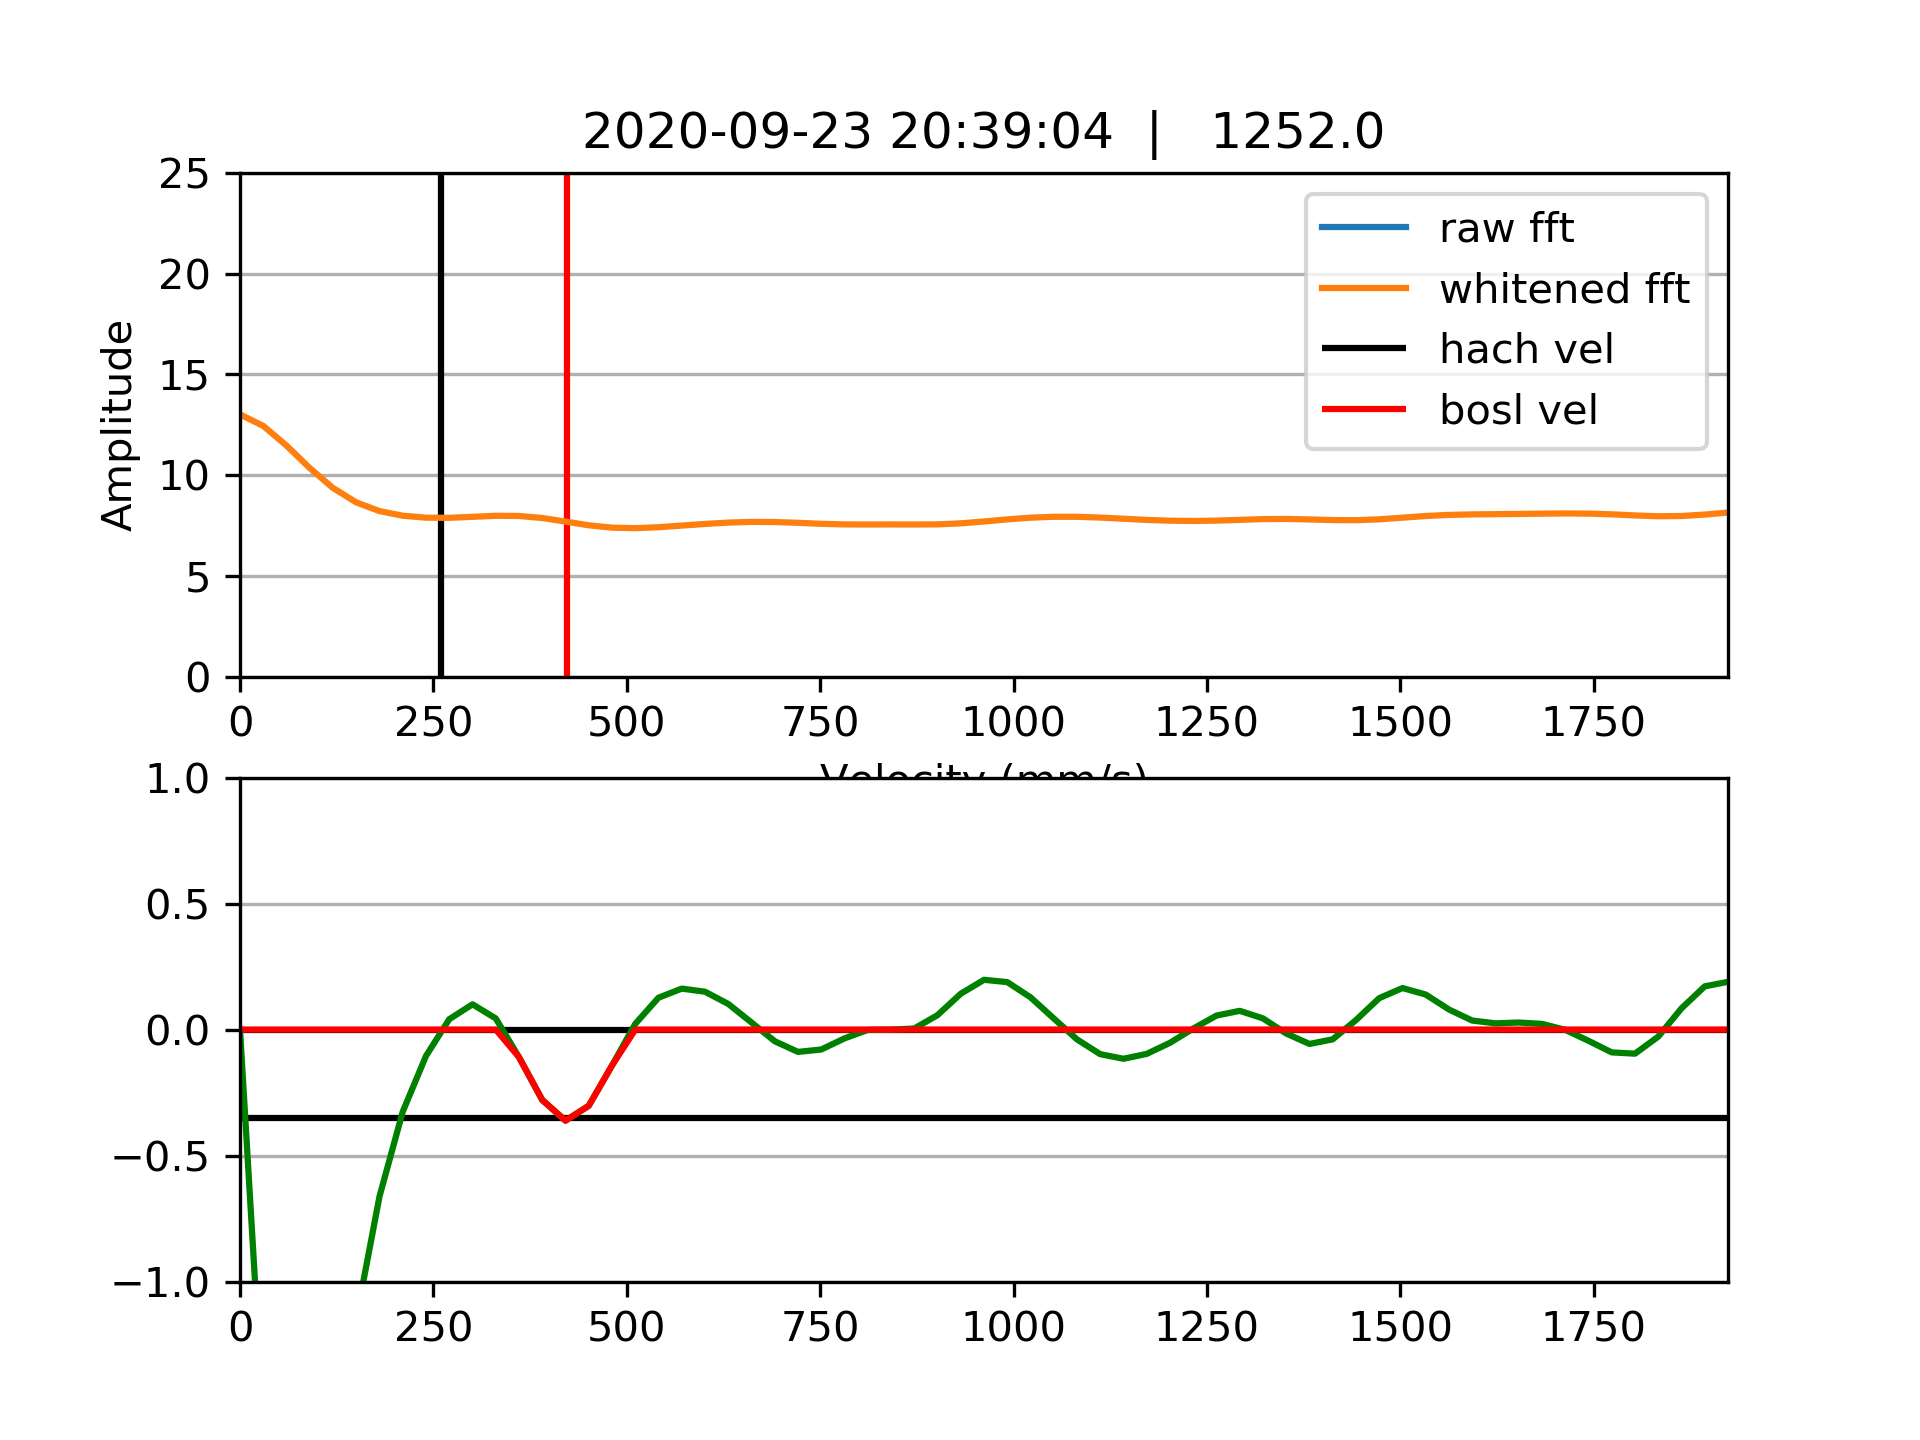 2020-09-23 20:39:04 | 1252.0
25
20
15
10
5
0
Amplitude
raw fft
whitened fft
hach vel
bosl vel
0 250 500 750 1000 1250 1500 1750
Velocity (mm/s)
1.0
0.5
0.0
−0.5
−1.0
0 250 500 750 1000 1250 1500 1750